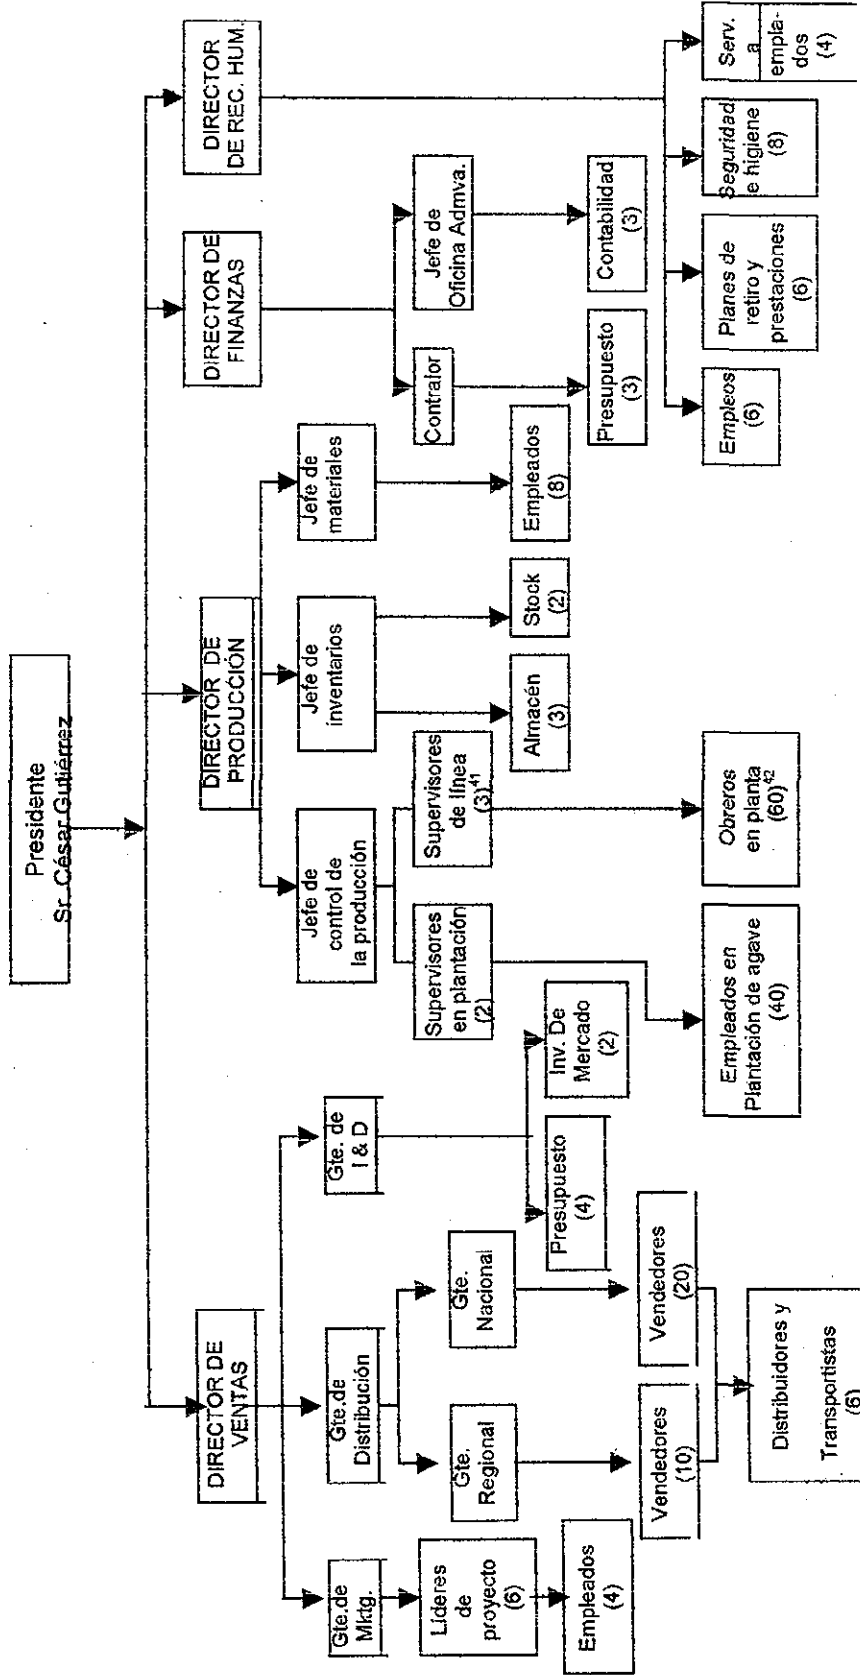 Presidente
Sr. César Gutiérrez
DIRECTOR DE
VENTAS
DIRECTOR DE
PRODUCCIÓN
DIRECTOR DE
FINANZAS
DIRECTOR
DE REC. HUM.
Gte.de
Mktg.
Gte.de
Distribución
Gte. de
I & D
Jefe de
control de
la producción
Jefe de
inventarios
Jefe de
materiales
Contralor
Jefe de
Oficina Admva.
Líderes
de
proyecto
(6)
Gte.
Regional
Gte.
Nacional
Presupuesto
(4)
Inv. De
Mercado
(2)
Supervisores
en plantación
(2)
Supervisores
de línea
(3)41
Almacén
(3)
Stock
(2)
Empleados
(8)
Presupuesto
(3)
Contabilidad
(3)
Empleados
(4)
Vendedores
(10)
Vendedores
(20)
Distribuidores y
Transportistas
(6)
Empleados en
Plantación de agave
(40)
Obreros
en planta
(60)42
Empleos
(6)
Planes de
retiro y
prestaciones
(6)
Seguridad
e higiene
(8)
Serv.
a
empla-
dos
(4)